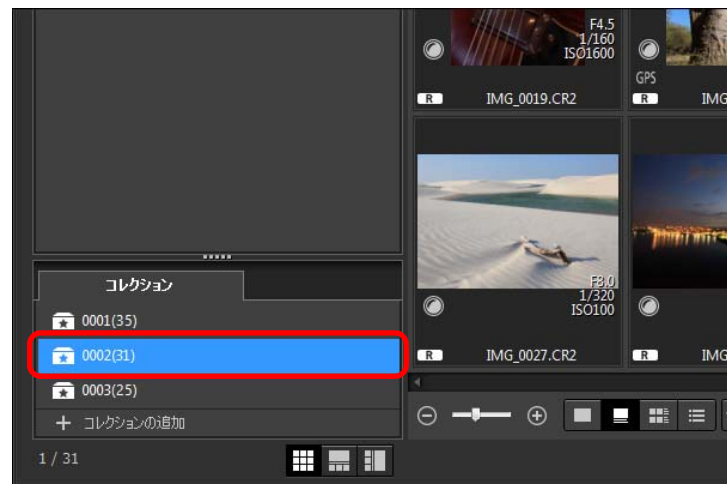 コレクション
0001(35)
0002(31)
0003(25)
コレクションの追加
1 / 31
F4.5
1/160
ISO1600
GPS
R IMG_0019.CR2
R IMG
F8.0
1/320
ISO100
R IMG_0027.CR2
R IMG